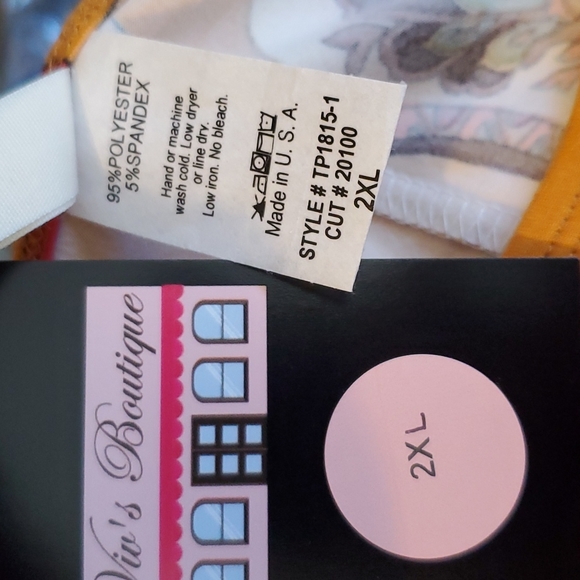 95%POLYESTER
5%SPANDEX
Hand or machine
wash cold. Low dryer
or line dry.
Low iron. No bleach.
Made in U. S. A.
STYLE # TP1815-1
CUT # 20100
2XL
Viv's Boutique
2XL